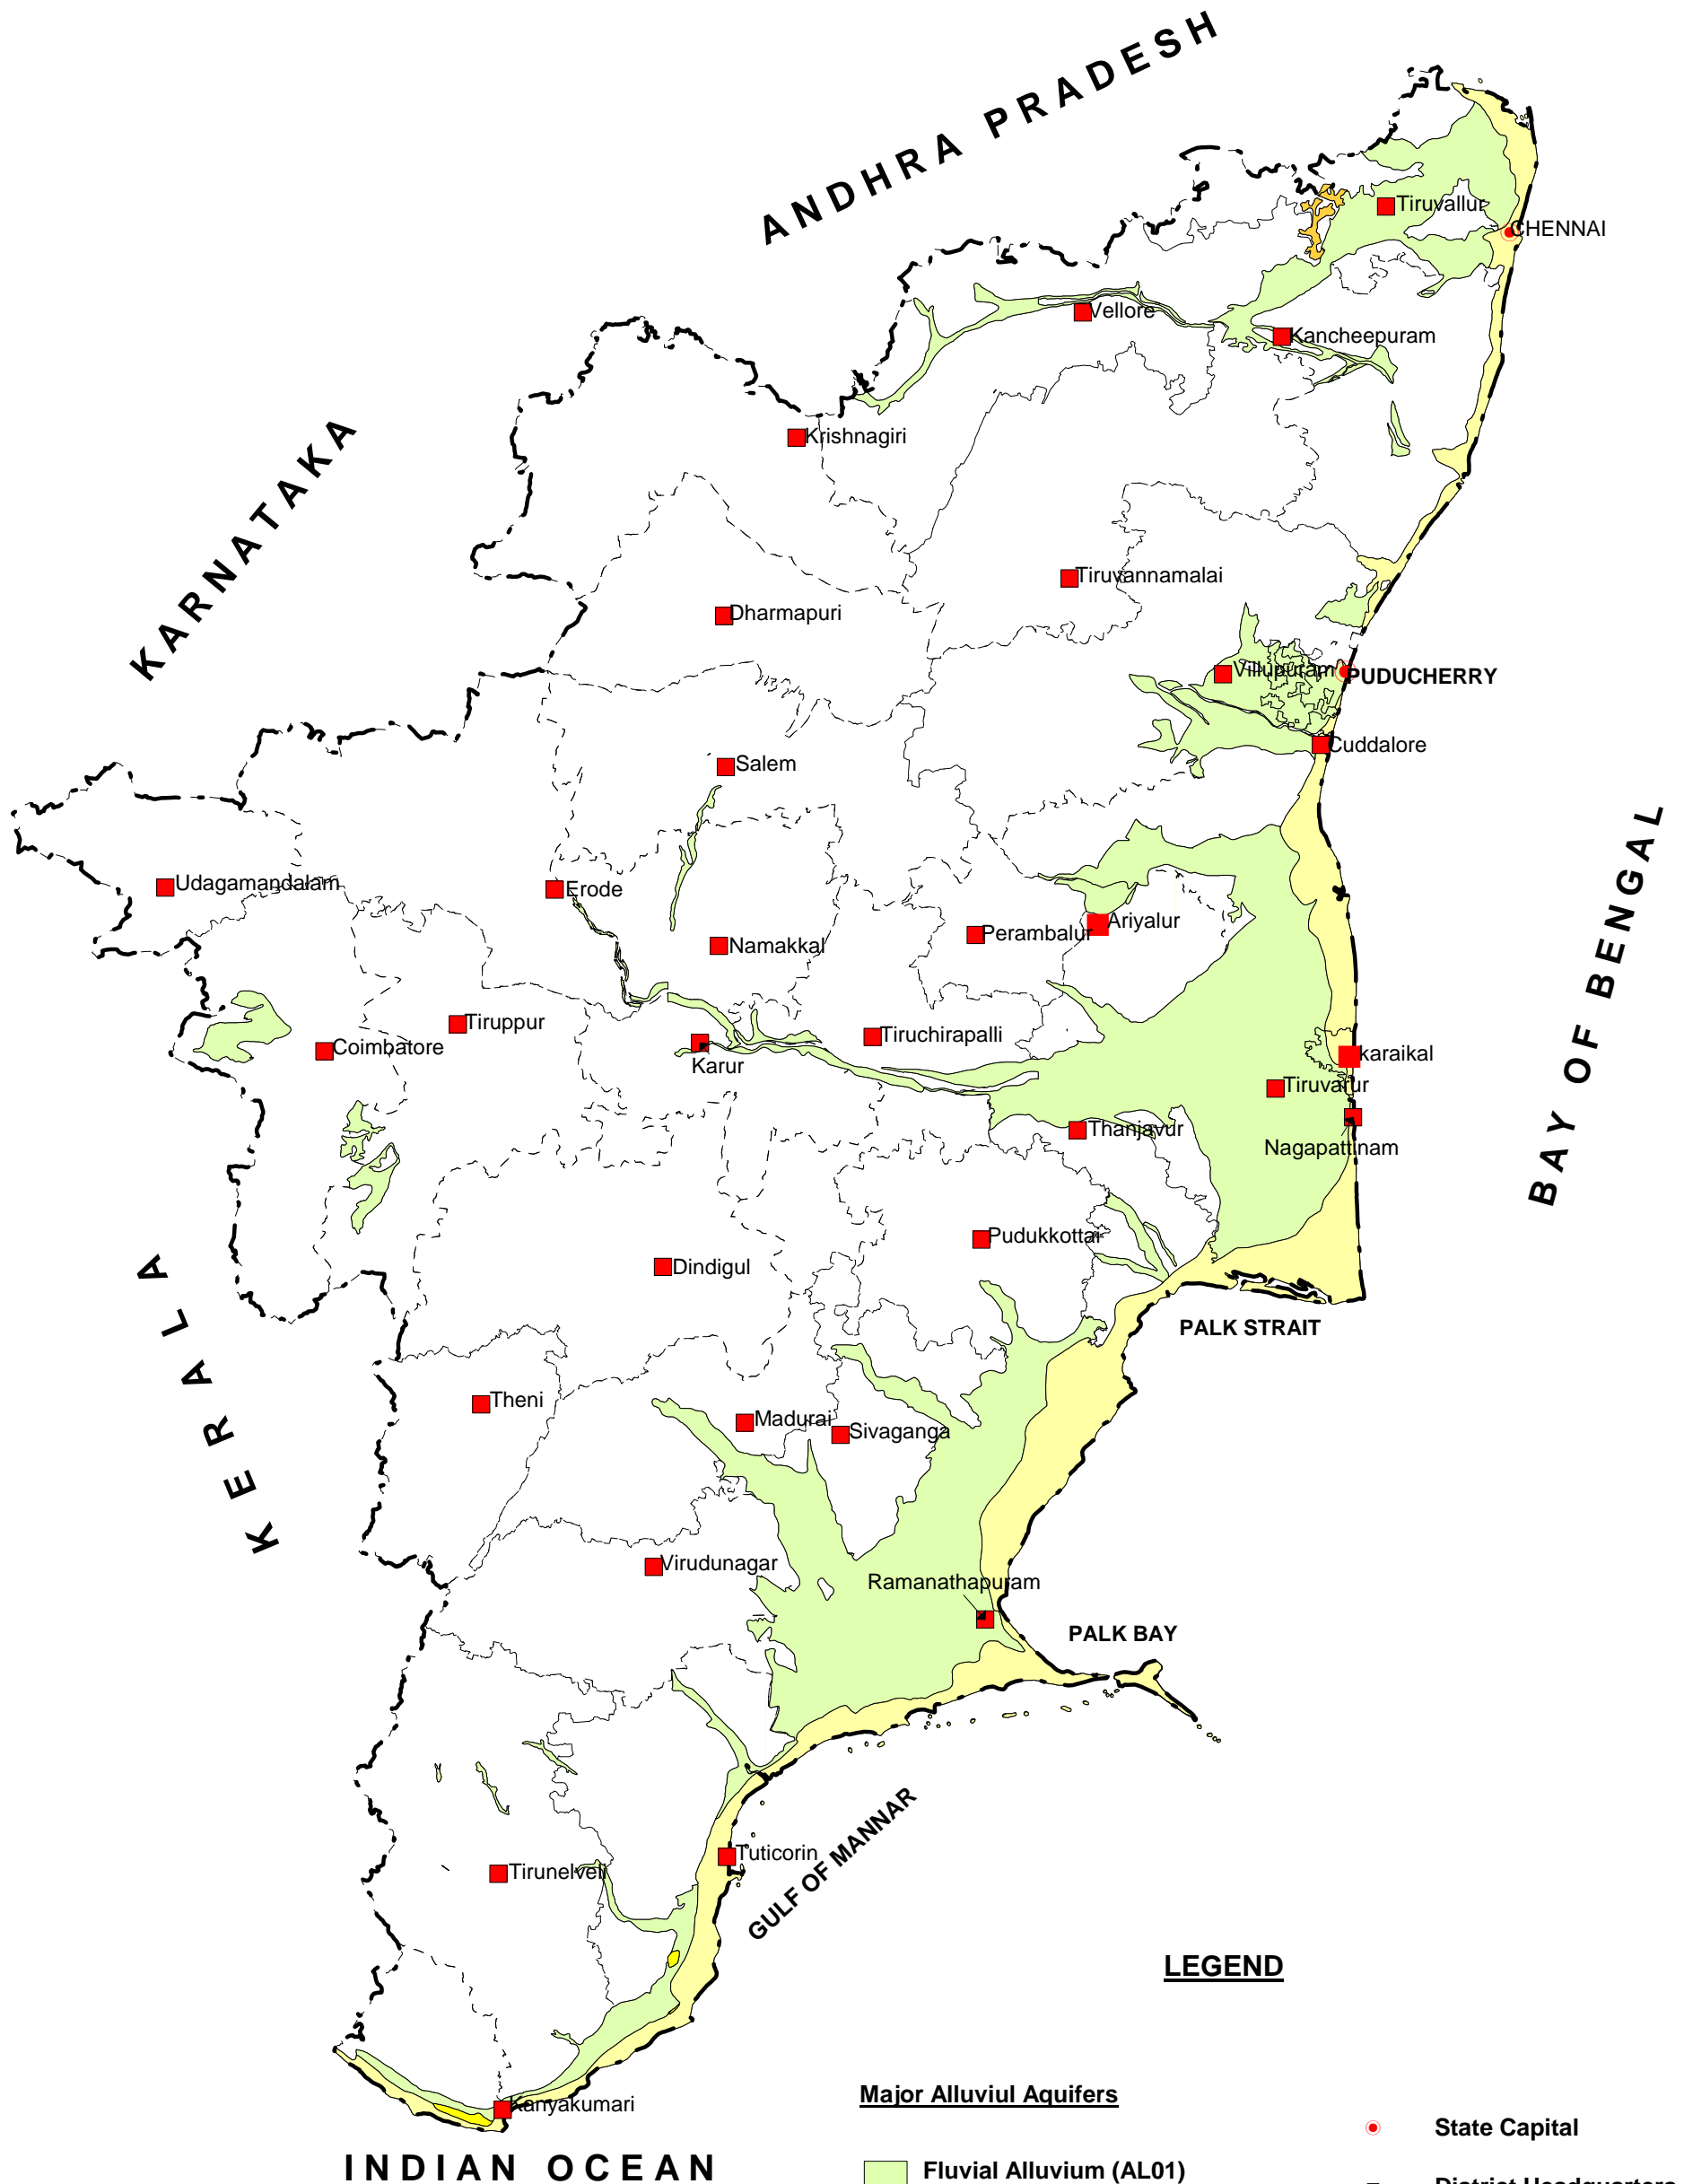 ANDHRA PRADESH
Tiruvallur
CHENNAI
Vellore
Kancheepuram
KARNATAKA
Krishnagiri
Tiruvannamalai
Dharmapuri
Villupuram
PUDUCHERRY
Cuddalore
Salem
BAY OF BENGAL
Udagamandalam
Erode
Ariyalur
Perambalur
Namakkal
Tiruppur
Tiruchirapalli
Coimbatore
Karur
karaikal
Tiruvarur
Thanjavur
Nagapattinam
Pudukkottai
Dindigul
KERALA
PALK STRAIT
Theni
Madurai
Sivaganga
Virudunagar
Ramanathapuram
PALK BAY
GULF OF MANNAR
Tuticorin
Tirunelveli
LEGEND
Kanyakumari
Major Alluviul Aquifers
State Capital
INDIAN OCEAN
Fluvial Alluvium (AL01)
District Headquarters